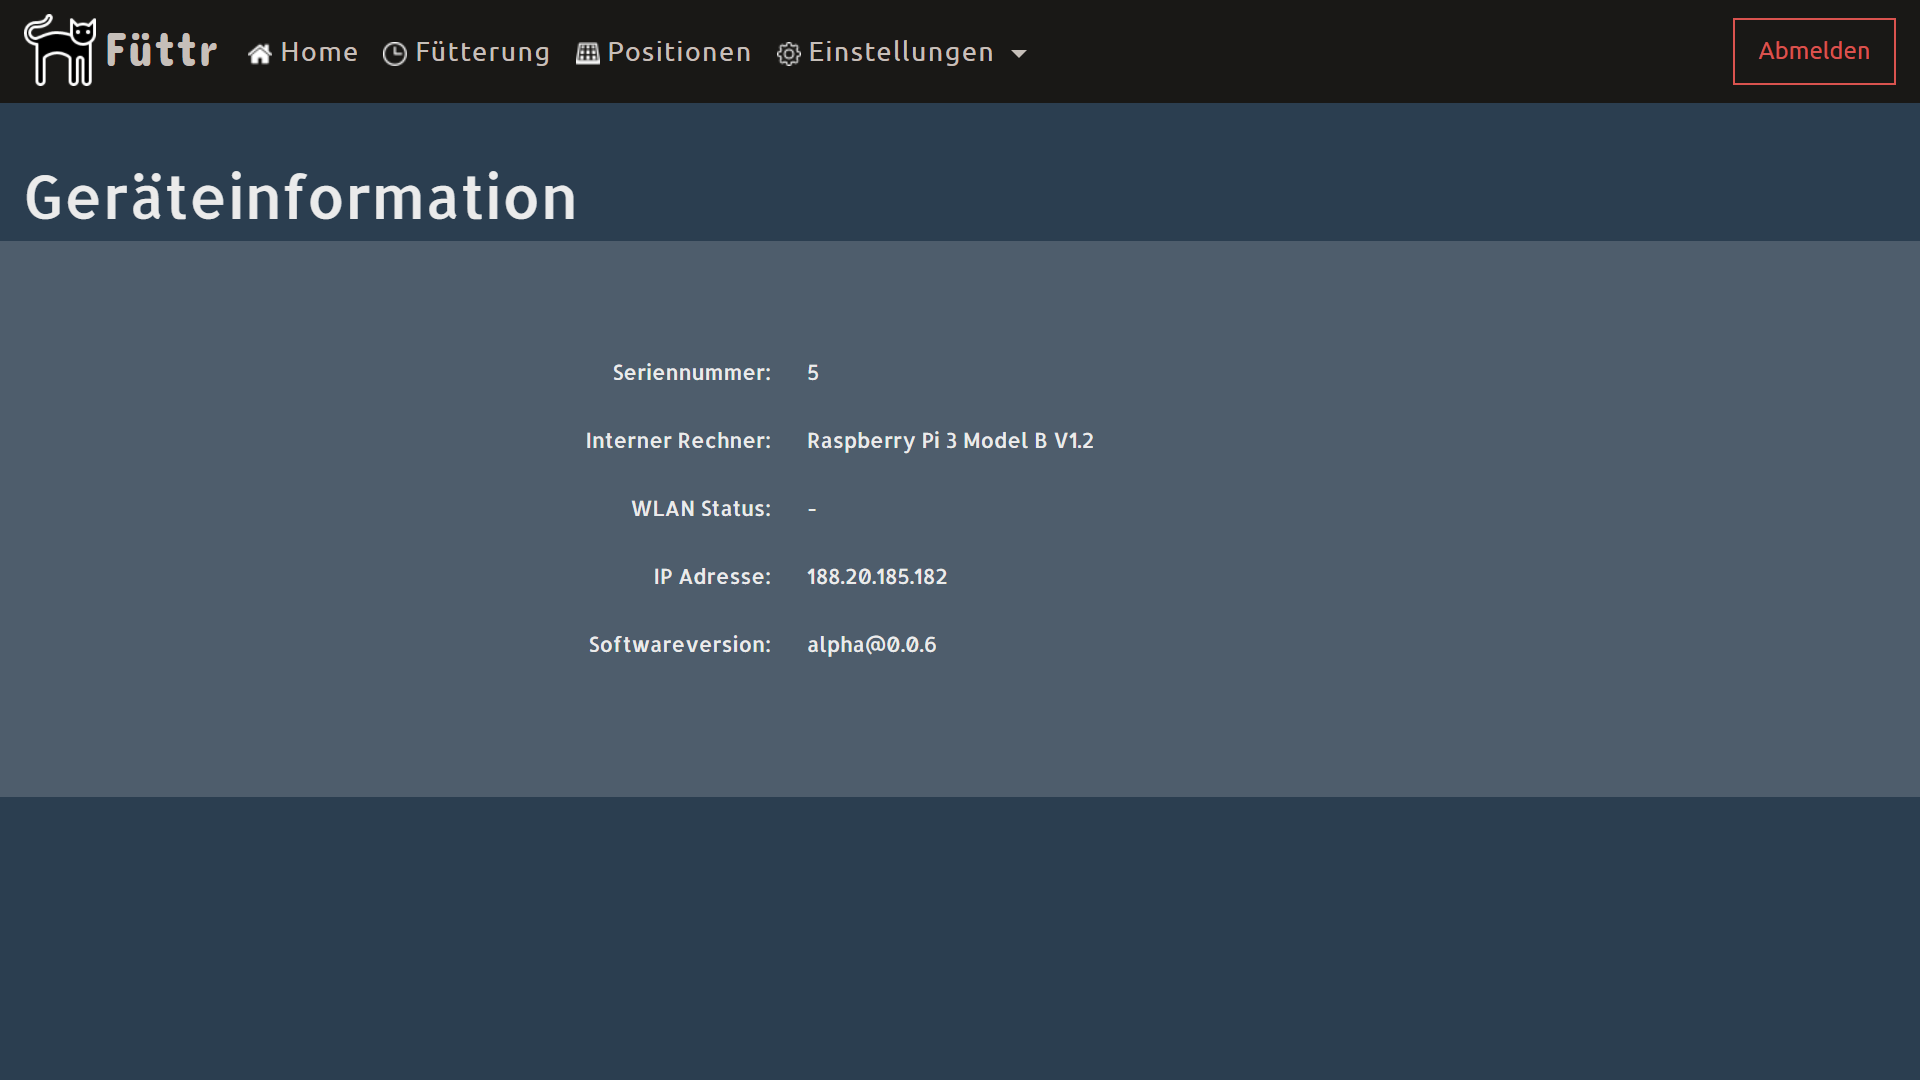 Füttr Home Fütterung Positionen Einstellungen Abmelden
Geräteinformation
Seriennummer: 5
Interner Rechner: Raspberry Pi 3 Model B V1.2
WLAN Status: -
IP Adresse: 188.20.185.182
Softwareversion: alpha@0.0.6